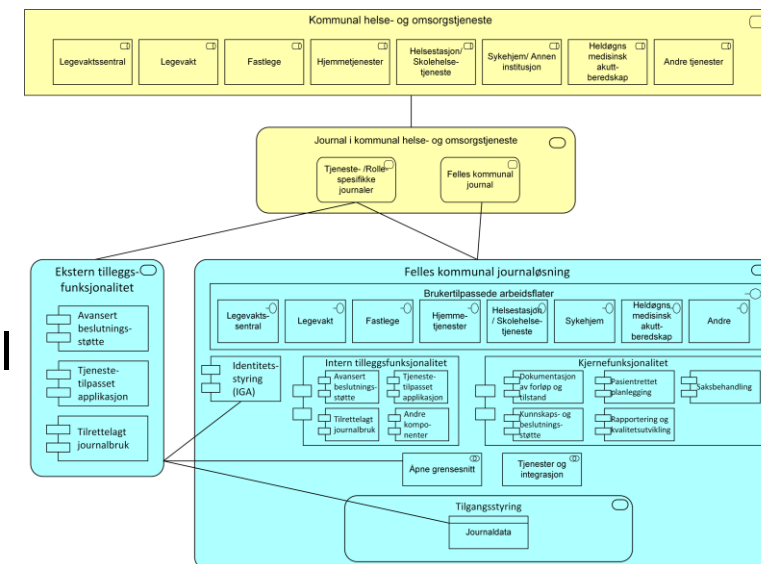 Kommunal helse- og omsorgstjeneste
Legevaktssentral
Legevakt
Fastlege
Hjemmetjenester
Helsestasjon/
Skolehelse-
tjeneste
Sykehjem/ Annen
institusjon
Heldøgns
medisinsk
akutt-
beredskap
Andre tjenester
Journal i kommunal helse- og omsorgstjeneste
Tjeneste- /Rolle-
spesifikke
journaler
Felles kommunal
journal
Ekstern tilleggs-
funksjonalitet
Avansert
beslutnings-
støtte
Tjeneste-
tilpasset
applikasjon
Tilrettelagt
journalbruk
Felles kommunal journaløsning
Brukertilpassede arbeidsflater
Legevakts-
sentral
Legevakt
Fastlege
Hjemme-
tjenester
Helsestasjon
/ Skolehelse-
tjeneste
Sykehjem
Heldøgns
medisinsk
akutt-
beredskap
Andre
Identitets-
styring
(IGA)
Intern tilleggsfunksjonalitet
Avansert
beslutnings-
støtte
Tjeneste-
tilpasset
applikasjon
Tilrettelagt
journalbruk
Andre
kompo-
nenter
Kjernefunksjonalitet
Dokumentasjon
av forløp og
tilstand
Pasientrettet
planlegging
Saksbehandling
Kunnskaps- og
beslutnings-
støtte
Rapportering og
kvalitetsutvikling
Åpne grensesnitt
Tjenester og
integrasjon
Tilgangsstyring
Journaldata